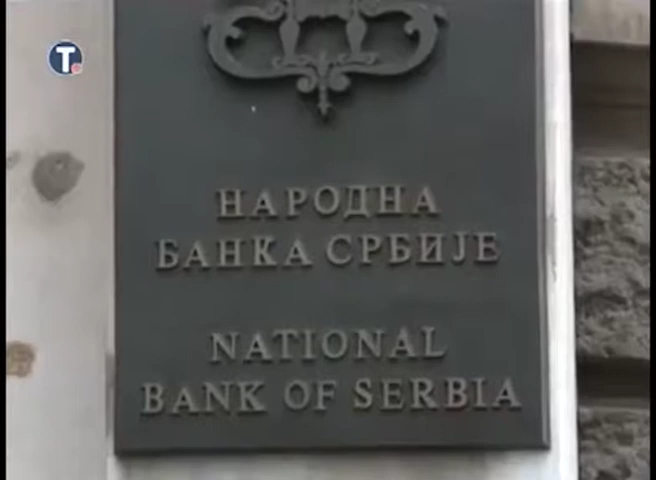 T.
НАРОДНА
БАНКА СРБИЈЕ
NATIONAL
BANK OF SERBIA